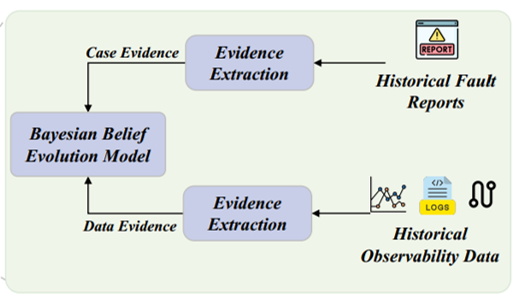 Case Evidence
Evidence
Extraction
REPORT
Historical Fault
Reports
Bayesian Belief
Evolution Model
Data Evidence
Evidence
Extraction
</>
LOGS
Historical
Observability Data